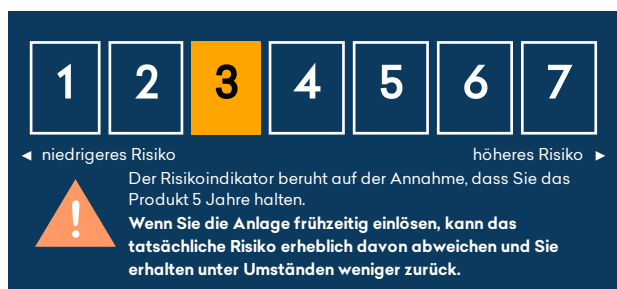 1 2 3 4 5 6 7
◄ niedrigeres Risiko höheres Risiko ►
Der Risikoindikator beruht auf der Annahme, dass Sie das
Produkt 5 Jahre halten.
Wenn Sie die Anlage frühzeitig einlösen, kann das
tatsächliche Risiko erheblich davon abweichen und Sie
erhalten unter Umständen weniger zurück.
!